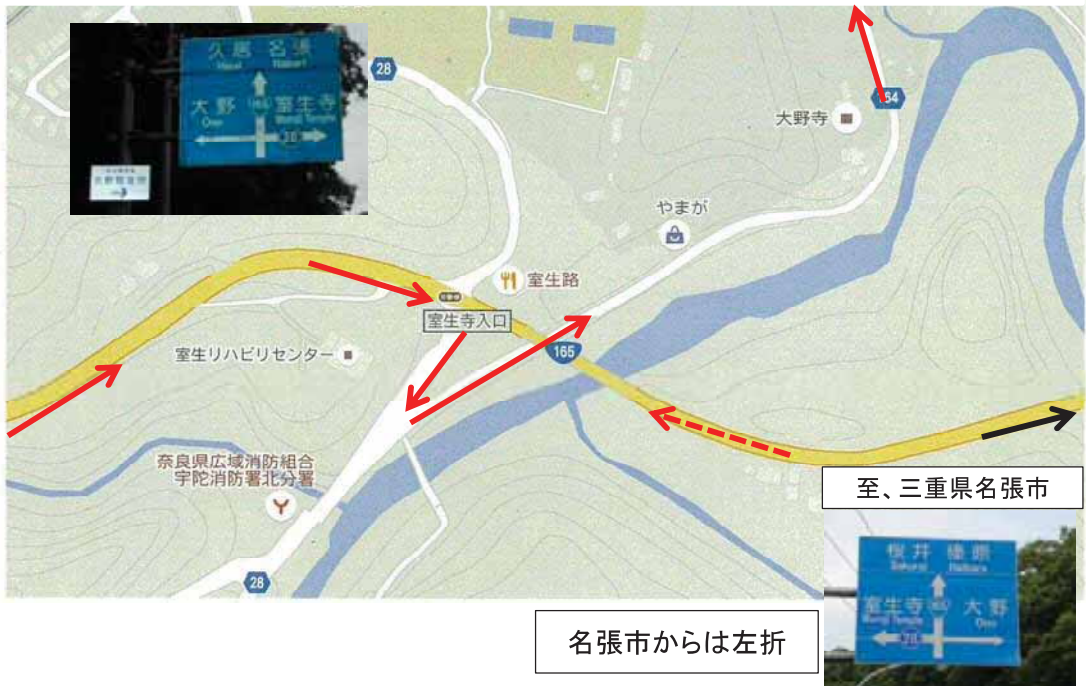 久居 名張
Hisai Nabari
大野 165 室生寺
Ono Muroji Temple
28
28
164
大野寺
やまが
室生路
室生寺入口
165
室生リハビリセンター
奈良県広域消防組合
宇陀消防署北分署
28
至、三重県名張市
桜井 榛原
Sakurai Haibara
室生寺 165 大野
Muroji Temple Ono
28
名張市からは左折